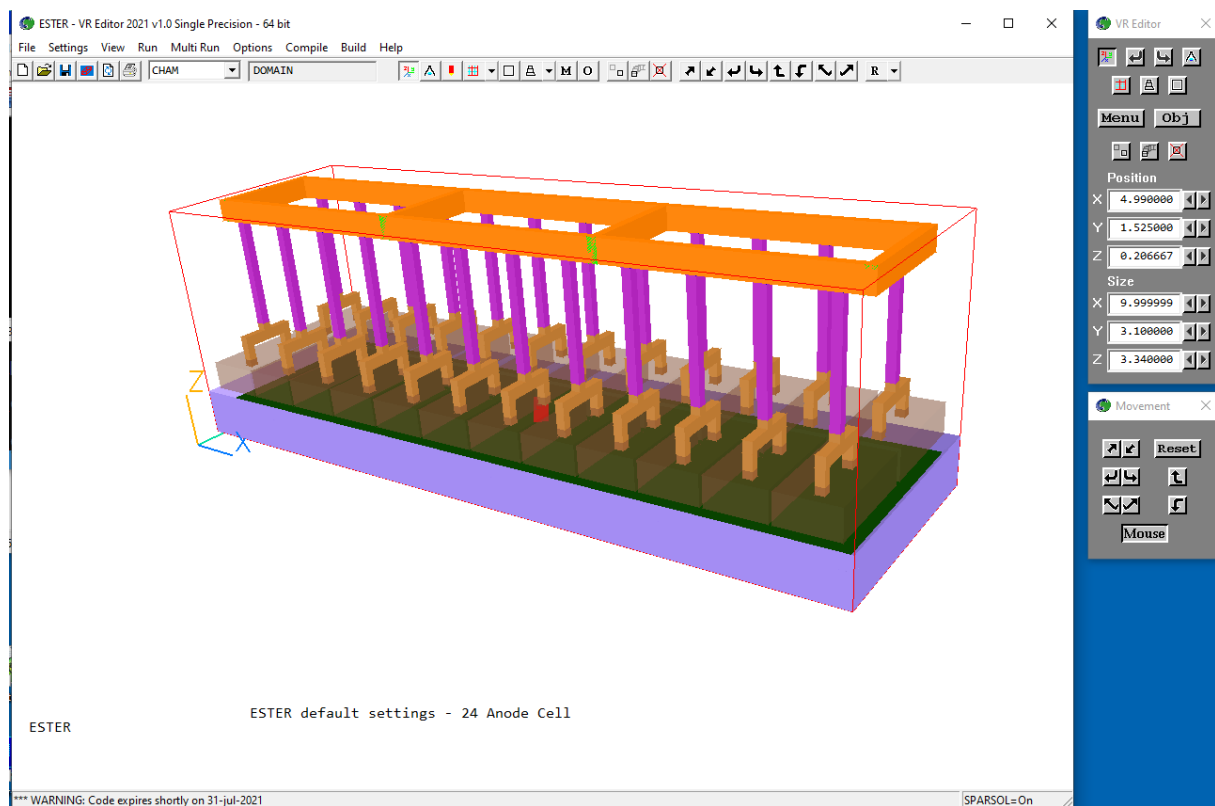 ESTER - VR Editor 2021 v1.0 Single Precision - 64 bit
File Settings View Run Multi Run Options Compile Build Help
CHAM DOMAIN M O R
Z
X
ESTER default settings - 24 Anode Cell
ESTER
*** WARNING: Code expires shortly on 31-jul-2021 SPARSOL=On
VR Editor
Menu Obj
Position
X 4.990000
Y 1.525000
Z 0.206667
Size
X 9.999999
Y 3.100000
Z 3.340000
Movement
Reset
Mouse